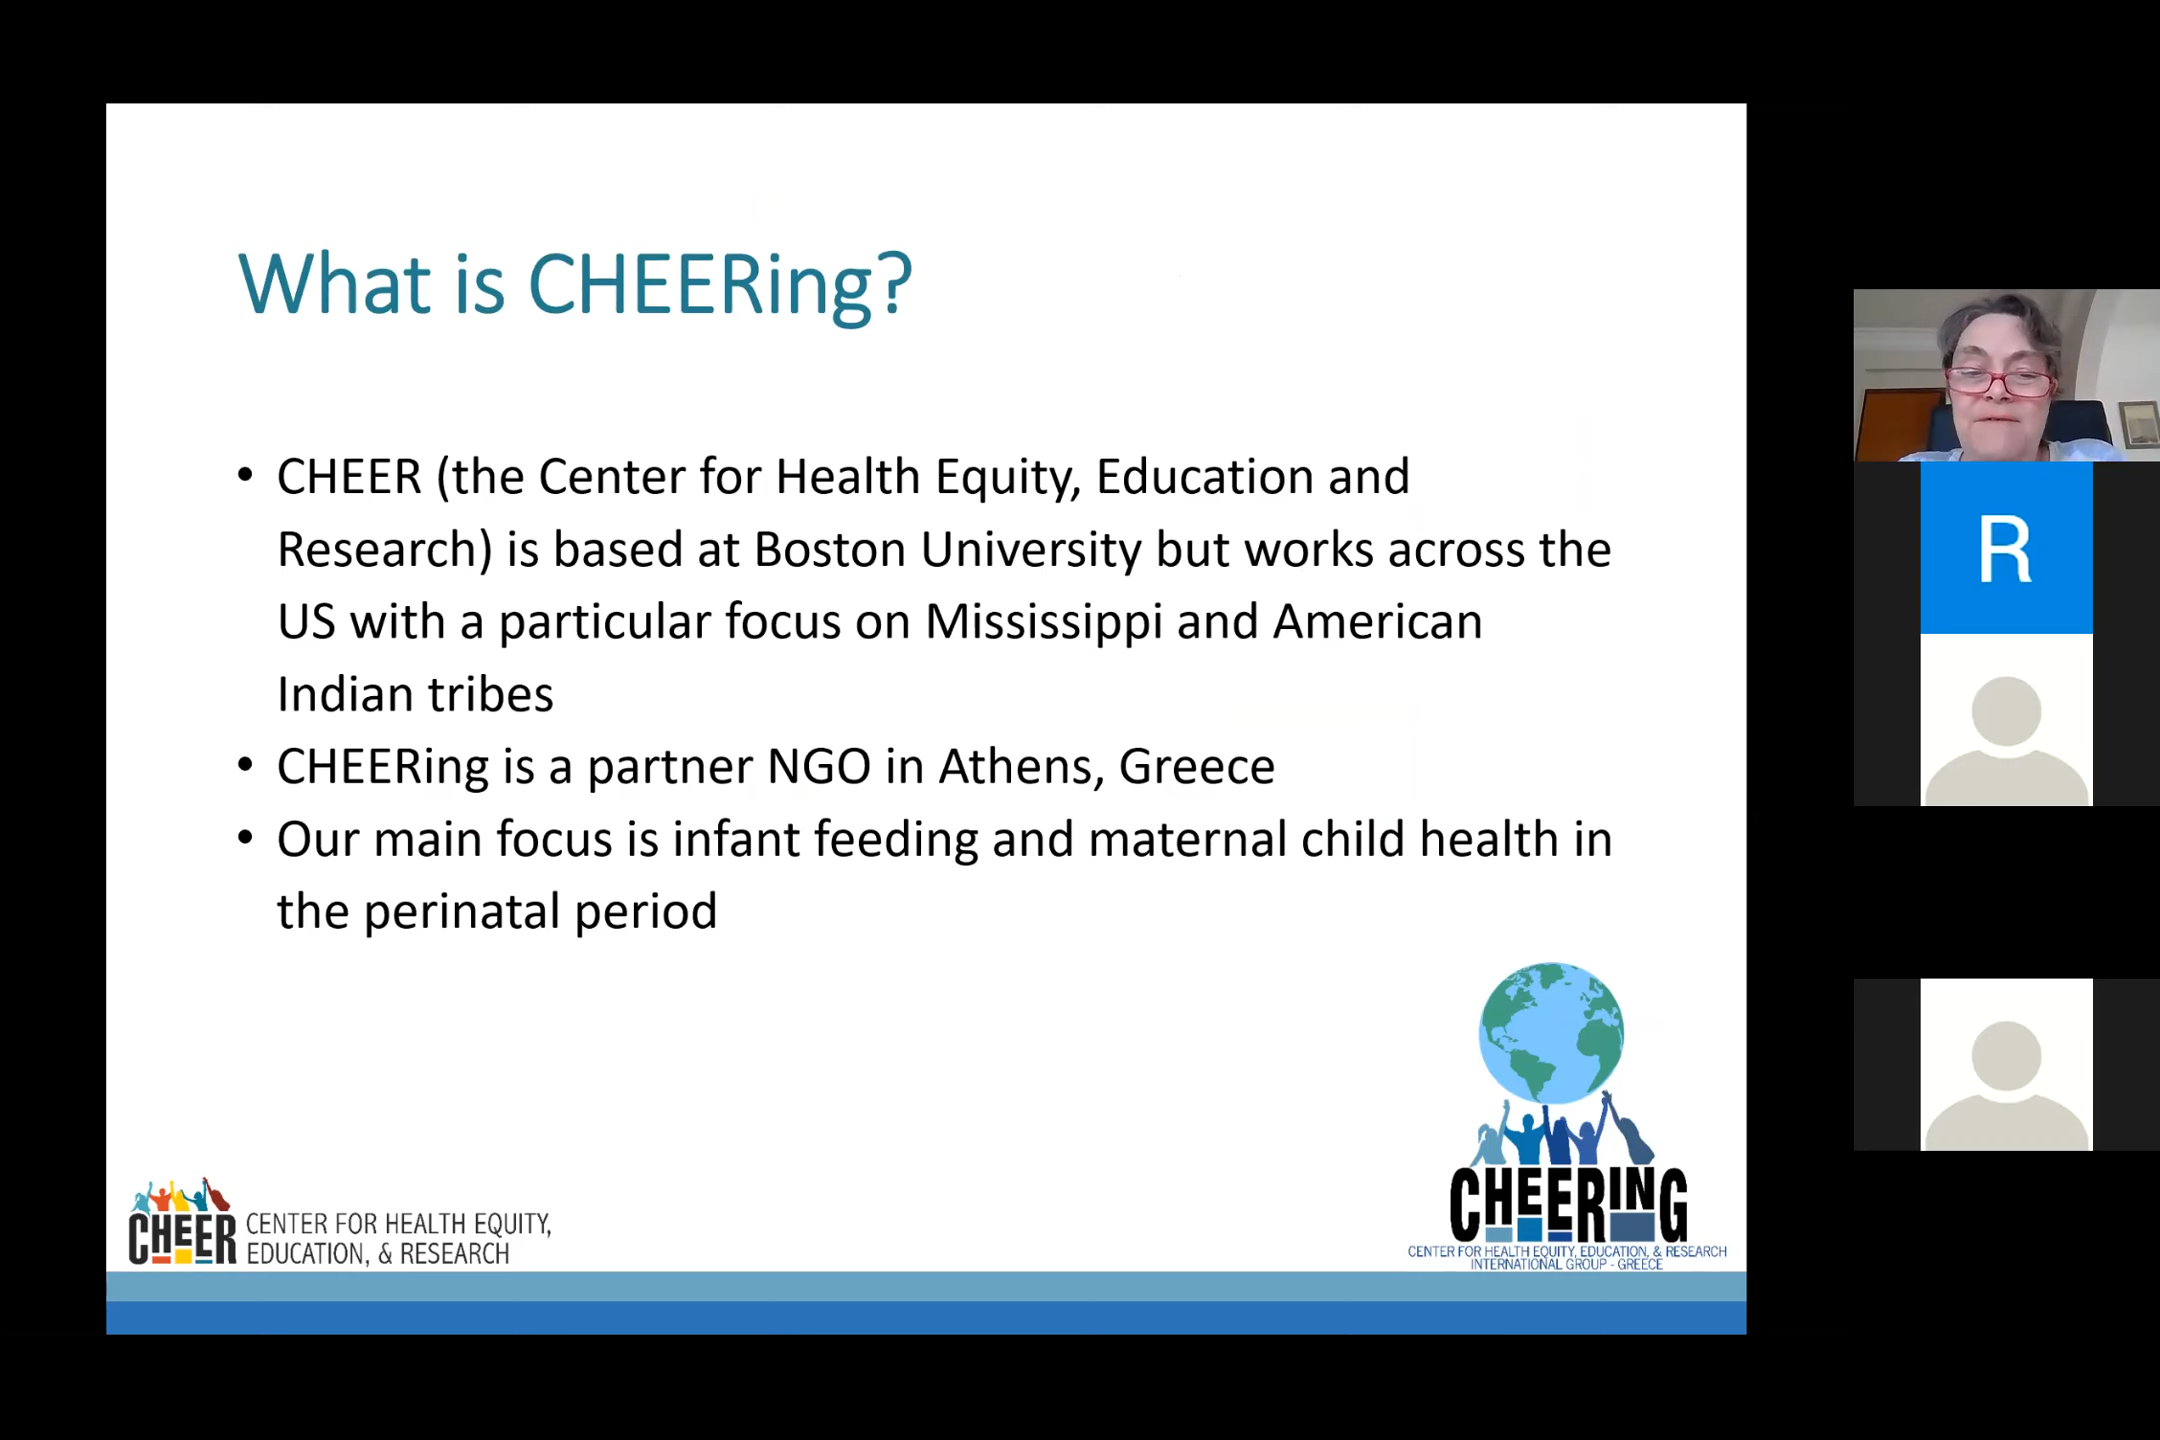 What is CHEERing?
• CHEER (the Center for Health Equity, Education and
Research) is based at Boston University but works across the
US with a particular focus on Mississippi and American
Indian tribes
• CHEERing is a partner NGO in Athens, Greece
• Our main focus is infant feeding and maternal child health in
the perinatal period
CHEER
CENTER FOR HEALTH EQUITY,
EDUCATION, & RESEARCH
CHEERING
CENTER FOR HEALTH EQUITY, EDUCATION, & RESEARCH
INTERNATIONAL GROUP - GREECE
R